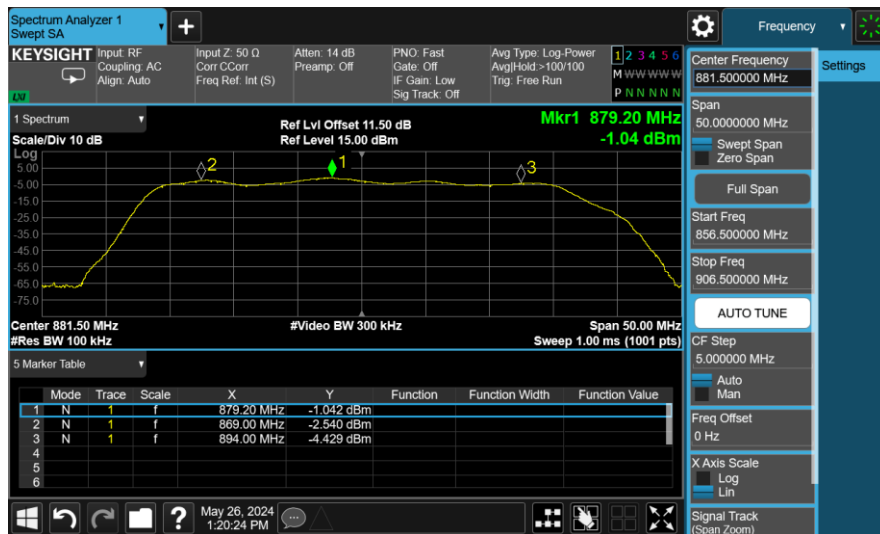 Spectrum Analyzer 1
Swept SA
Frequency
KEYSIGHT
Input: RF
Coupling: AC
Align: Auto
Input Z: 50 Ω
Corr CCorr
Freq Ref: Int (S)
Atten: 14 dB
Preamp: Off
PNO: Fast
Gate: Off
IF Gain: Low
Sig Track: Off
Avg Type: Log-Power
Avg|Hold:>100/100
Trig: Free Run
1 2 3 4 5 6
M W W W W W
P N N N N N
LXI
1 Spectrum
Scale/Div 10 dB
Ref Lvl Offset 11.50 dB
Ref Level 15.00 dBm
Mkr1 879.20 MHz
-1.04 dBm
Log
5.00
-5.00
-15.0
-25.0
-35.0
-45.0
-55.0
-65.0
-75.0
2
1
3
Center 881.50 MHz
#Res BW 100 kHz
#Video BW 300 kHz
Span 50.00 MHz
Sweep 1.00 ms (1001 pts)
5 Marker Table
Mode Trace Scale X Y Function Function Width Function Value
1 N 1 f 879.20 MHz -1.042 dBm
2 N 1 f 869.00 MHz -2.540 dBm
3 N 1 f 894.00 MHz -4.429 dBm
4
5
6
?
May 26, 2024
1:20:24 PM
Center Frequency
881.500000 MHz
Settings
Span
50.0000000 MHz
Swept Span
Zero Span
Full Span
Start Freq
856.500000 MHz
Stop Freq
906.500000 MHz
AUTO TUNE
CF Step
5.000000 MHz
Auto
Man
Freq Offset
0 Hz
X Axis Scale
Log
Lin
Signal Track
(Span Zoom)